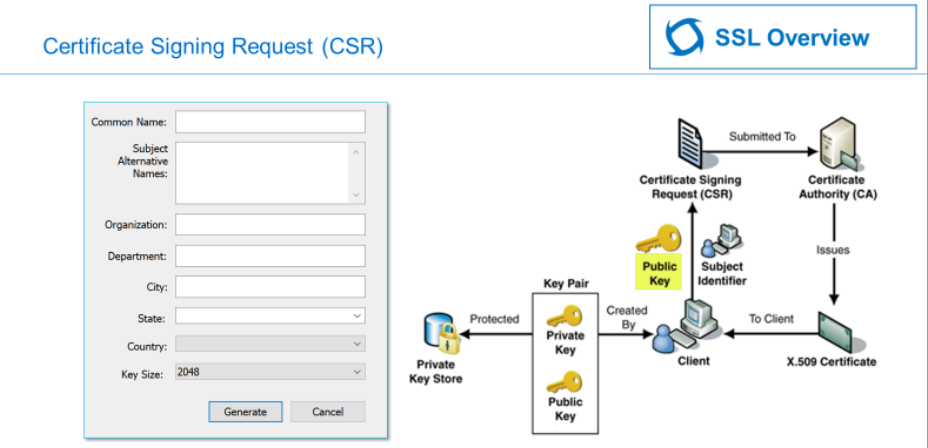 Certificate Signing Request (CSR)
SSL Overview
Common Name:
Subject
Alternative
Names:
Organization:
Department:
City:
State:
Country:
Key Size:
2048
Generate
Cancel
Submitted To
Certificate Signing
Request (CSR)
Certificate
Authority (CA)
Issues
Public
Key
Subject
Identifier
Key Pair
Protected
Private
Key
Created
By
To Client
Client
X.509 Certificate
Private
Key Store
Public
Key